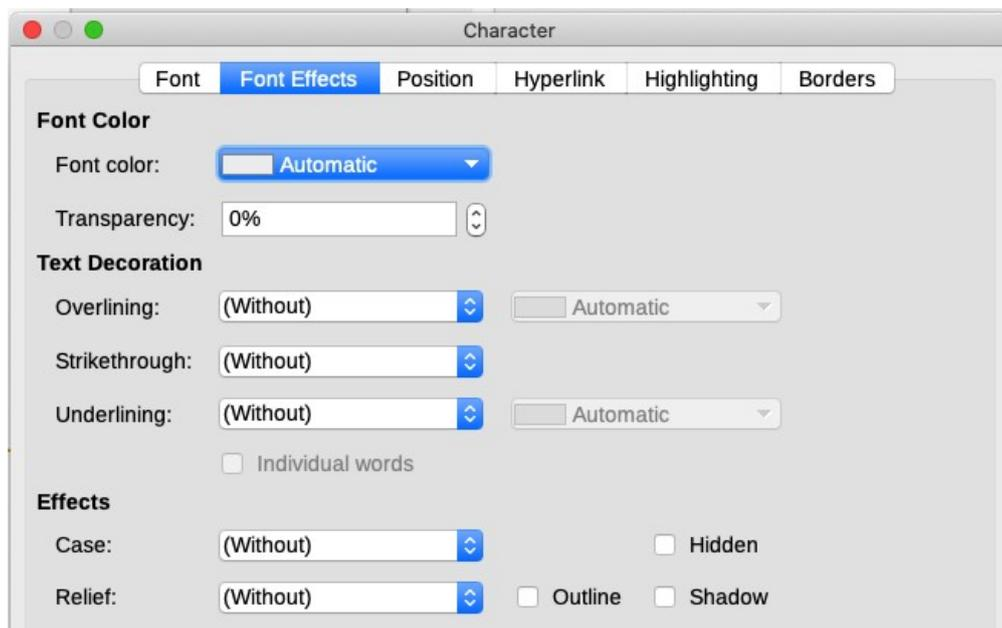 Character
Font Font Effects Position Hyperlink Highlighting Borders
Font Color
Font color: Automatic
Transparency: 0%
Text Decoration
Overlining: (Without) Automatic
Strikethrough: (Without)
Underlining: (Without) Automatic
Individual words
Effects
Case: (Without) Hidden
Relief: (Without) Outline Shadow